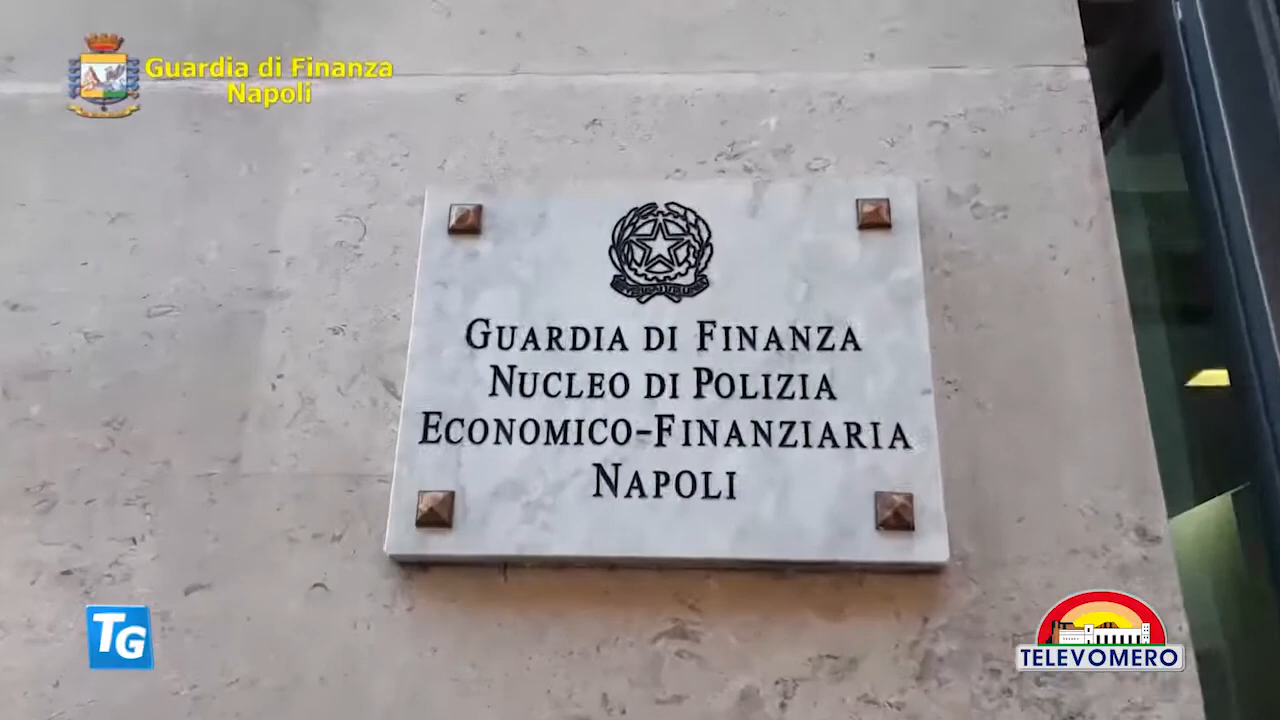 Guardia di Finanza
Napoli
GUARDIA DI FINANZA
NUCLEO DI POLIZIA
ECONOMICO-FINANZIARIA
NAPOLI
TG
TELEVOMERO